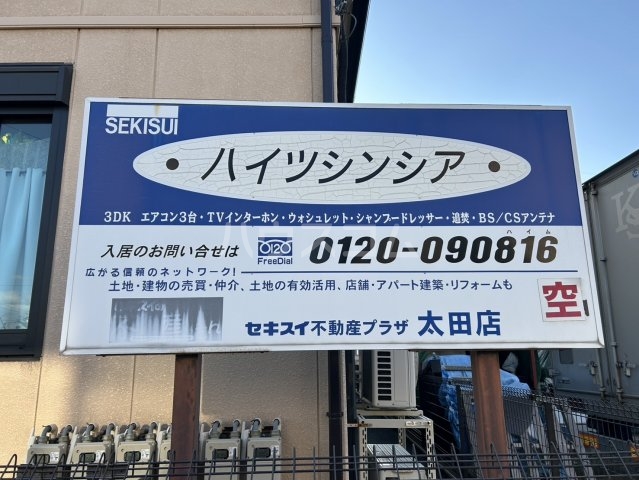 SEKISUI
・ハイツシンシア・
3DK エアコン3台・TVインターホン・ウォシュレット・シャンプードレッサー・追焚・BS/CSアンテナ
入居のお問い合せは 0120 FreeDial 0120-090816
ハイム
広がる信頼のネットワーク!
土地・建物の売買・仲介、土地の有効活用、店舗・アパート建築・リフォームも
空
セキスイ不動産プラザ 太田店